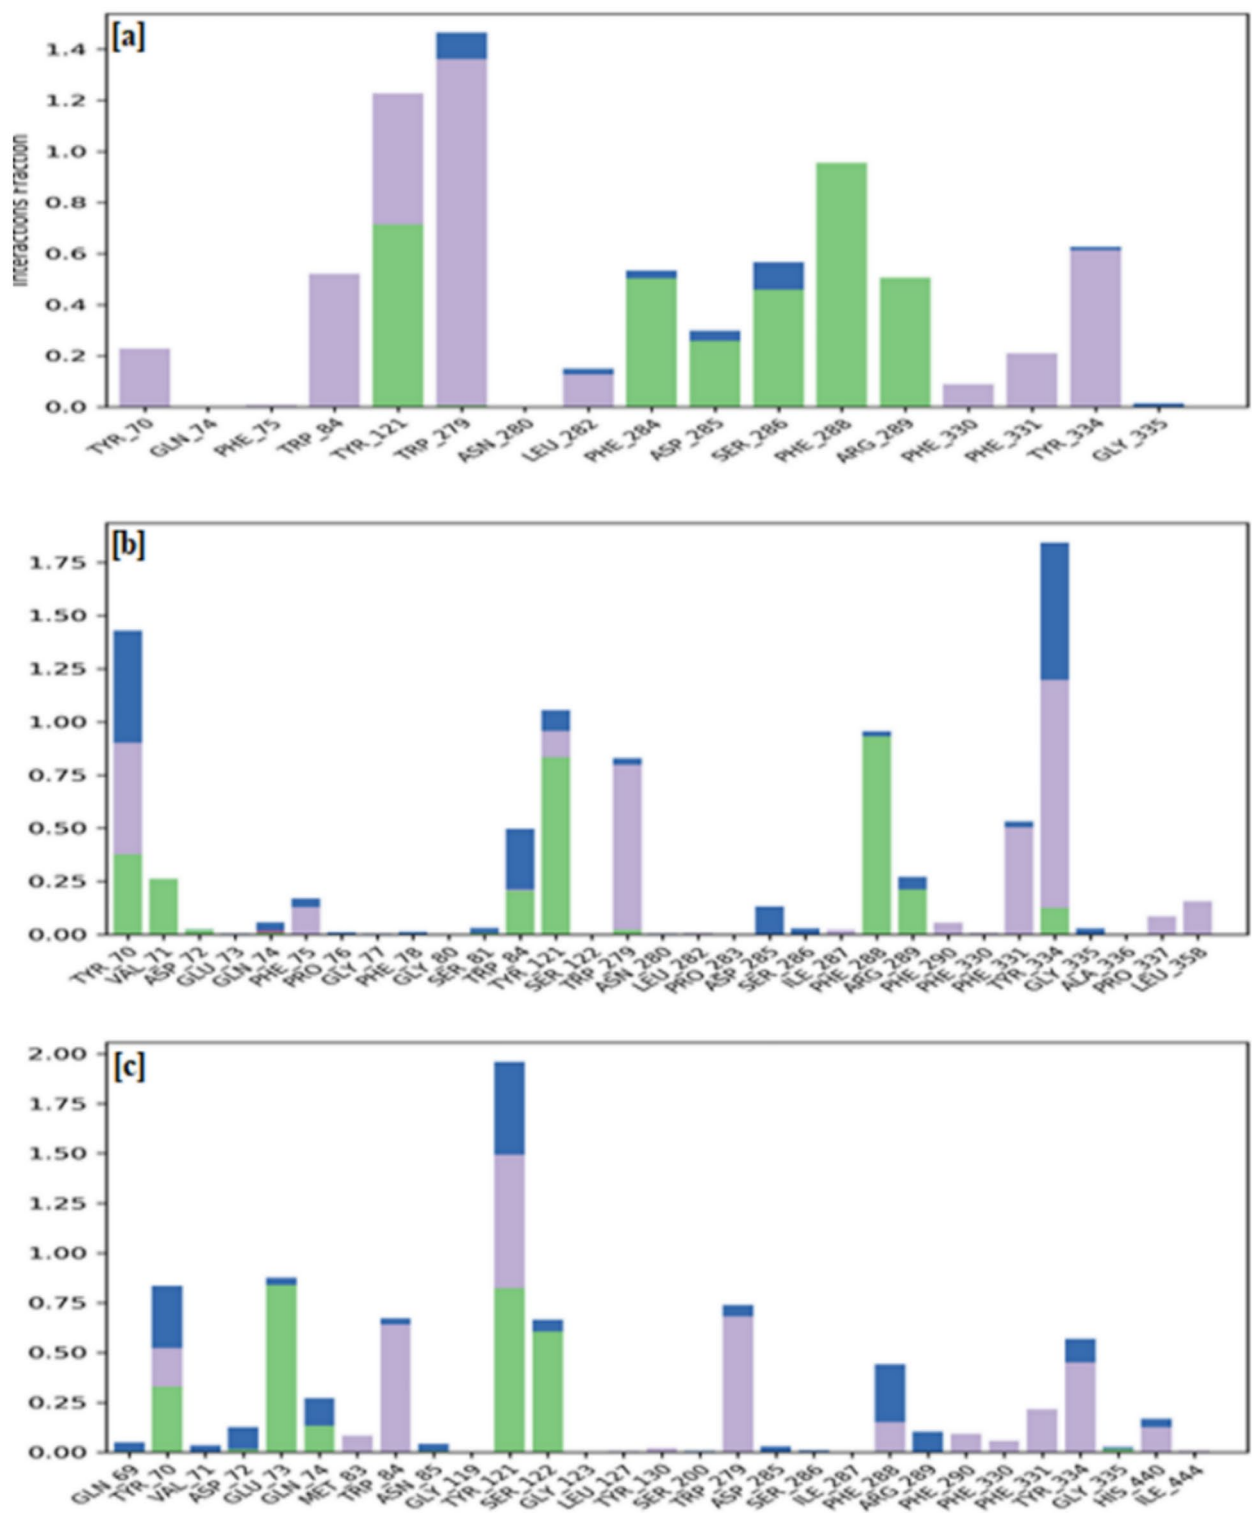 [a]
Interactions Fraction
1.4
1.2
1.0
0.8
0.6
0.4
0.2
0.0
TYR_70
GLN_74
PHE_75
TRP_84
TYR_121
TRP_279
ASN_280
LEU_282
PHE_284
ASP_285
SER_286
PHE_288
ARG_289
PHE_330
PHE_331
TYR_334
GLY_335
[b]
1.75
1.50
1.25
1.00
0.75
0.50
0.25
0.00
TYR_70
VAL_71
ASP_72
GLU_73
GLN_74
PHE_75
PRO_76
GLY_77
PHE_78
GLY_80
SER_81
TRP_84
TYR_121
SER_122
TRP_279
ASN_280
LEU_282
PRO_283
ASP_285
SER_286
ILE_287
PHE_288
ARG_289
PHE_290
PHE_330
PHE_331
TYR_334
GLY_335
ALA_336
PRO_337
LEU_358
[c]
2.00
1.75
1.50
1.25
1.00
0.75
0.50
0.25
0.00
GLN_69
TYR_70
VAL_71
ASP_72
GLU_73
GLN_74
MET_83
TRP_84
ASN_85
GLY_119
TYR_121
SER_122
GLY_123
LEU_127
TYR_130
SER_200
TRP_279
ASP_285
SER_286
ILE_287
PHE_288
ARG_289
PHE_290
PHE_330
PHE_331
TYR_334
GLY_335
HIS_440
ILE_444